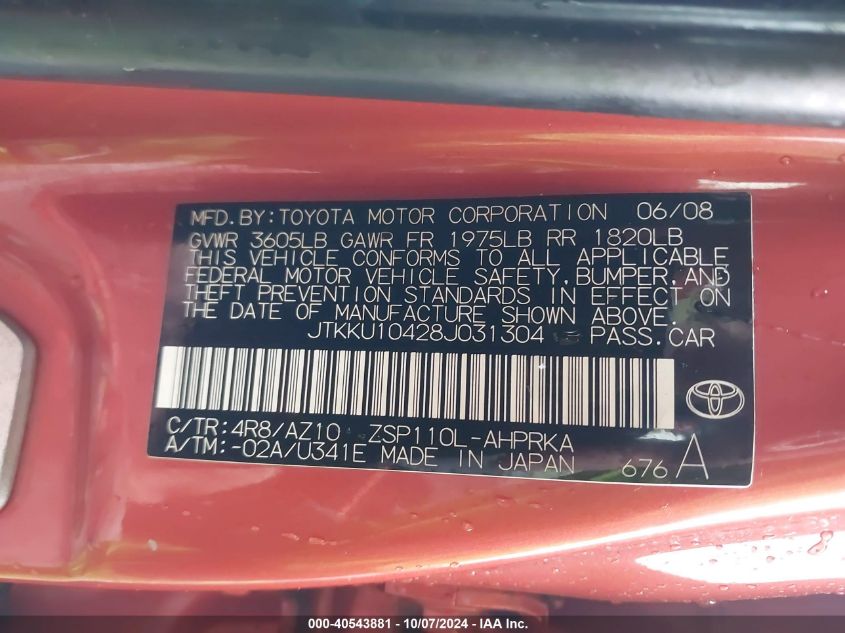 MFD. BY: TOYOTA MOTOR CORPORATION 06/08
GVWR 3605LB GAWR FR 1975LB RR 1820LB
THIS VEHICLE CONFORMS TO ALL APPLICABLE
FEDERAL MOTOR VEHICLE SAFETY, BUMPER, AND
THEFT PREVENTION STANDARDS IN EFFECT ON
THE DATE OF MANUFACTURE SHOWN ABOVE.
JTKKU10428J031304 PASS. CAR
C/TR: 4R8/AZ10 ZSP110L-AHPRKA
A/TM: -02A/U341E MADE IN JAPAN 676 A
000-40543881 - 10/07/2024 - IAA Inc.